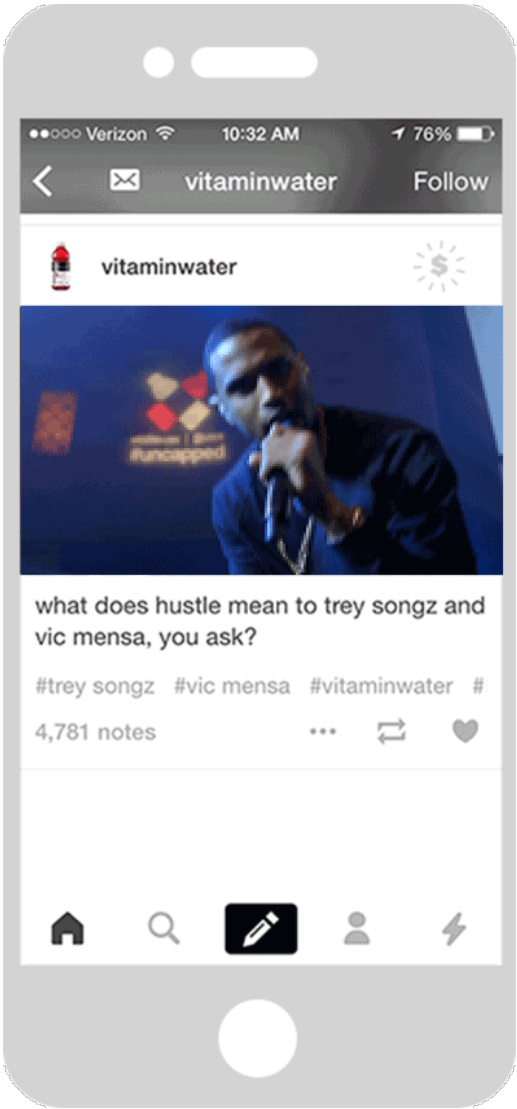 Verizon 10:32 AM 76%
vitaminwater Follow
vitaminwater
$
#uncapped
what does hustle mean to trey songz and
vic mensa, you ask?
#trey songz #vic mensa #vitaminwater #
4,781 notes